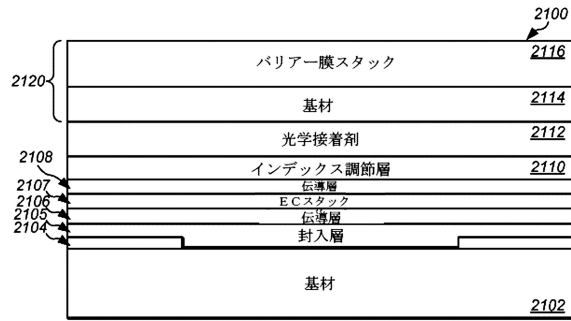 2100
バリアー膜スタック 2116
2120
基材 2114
光学接着剤 2112
2108
インデックス調節層 2110
2107
伝導層
2106
ECスタック
2105
伝導層
2104
封入層
基材
2102